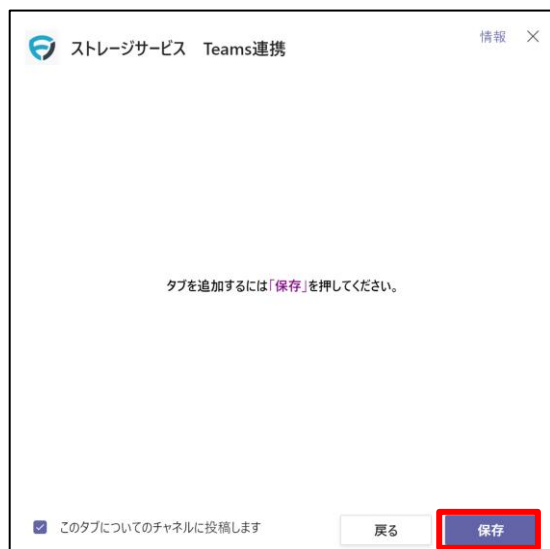 ストレージサービス　Teams連携
情報
タブを追加するには「保存」を押してください。
このタブについてのチャネルに投稿します
戻る
保存